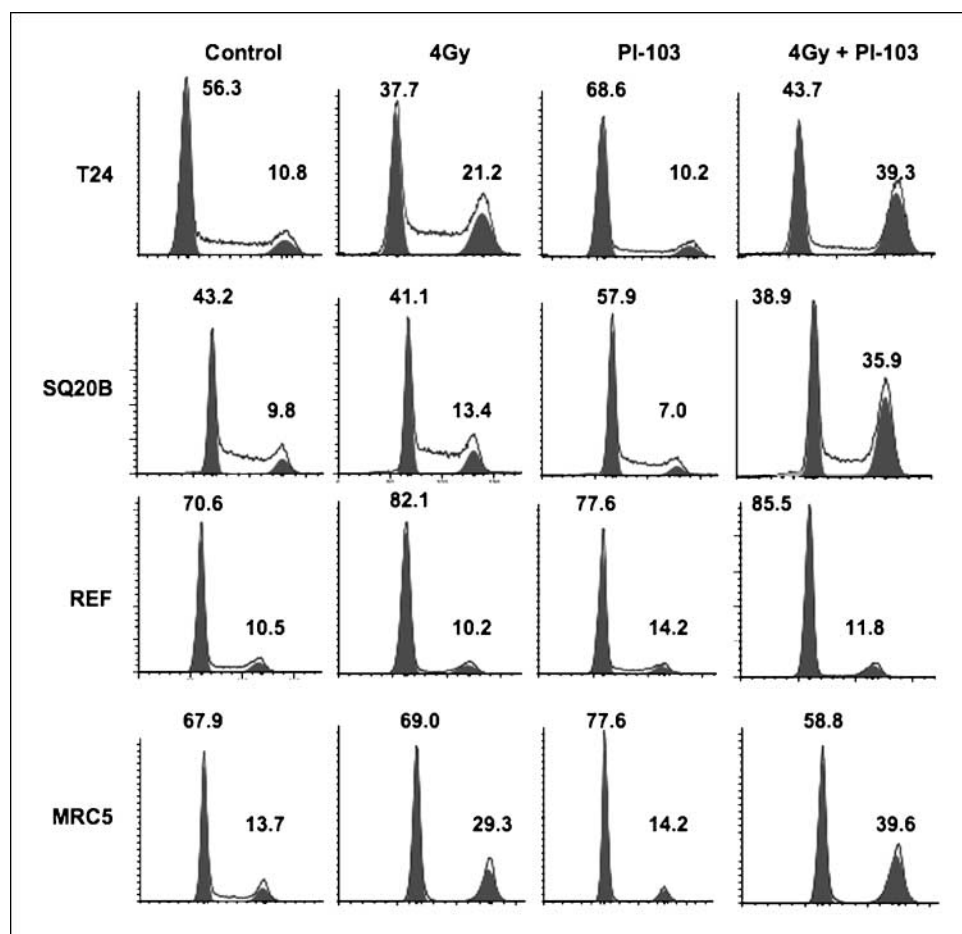 Control 4Gy PI-103 4Gy + PI-103
56.3 37.7 68.6 43.7
T24 10.8 21.2 10.2 39.3
43.2 41.1 57.9 38.9
SQ20B 9.8 13.4 7.0 35.9
70.6 82.1 77.6 85.5
REF 10.5 10.2 14.2 11.8
67.9 69.0 77.6 58.8
MRC5 13.7 29.3 14.2 39.6